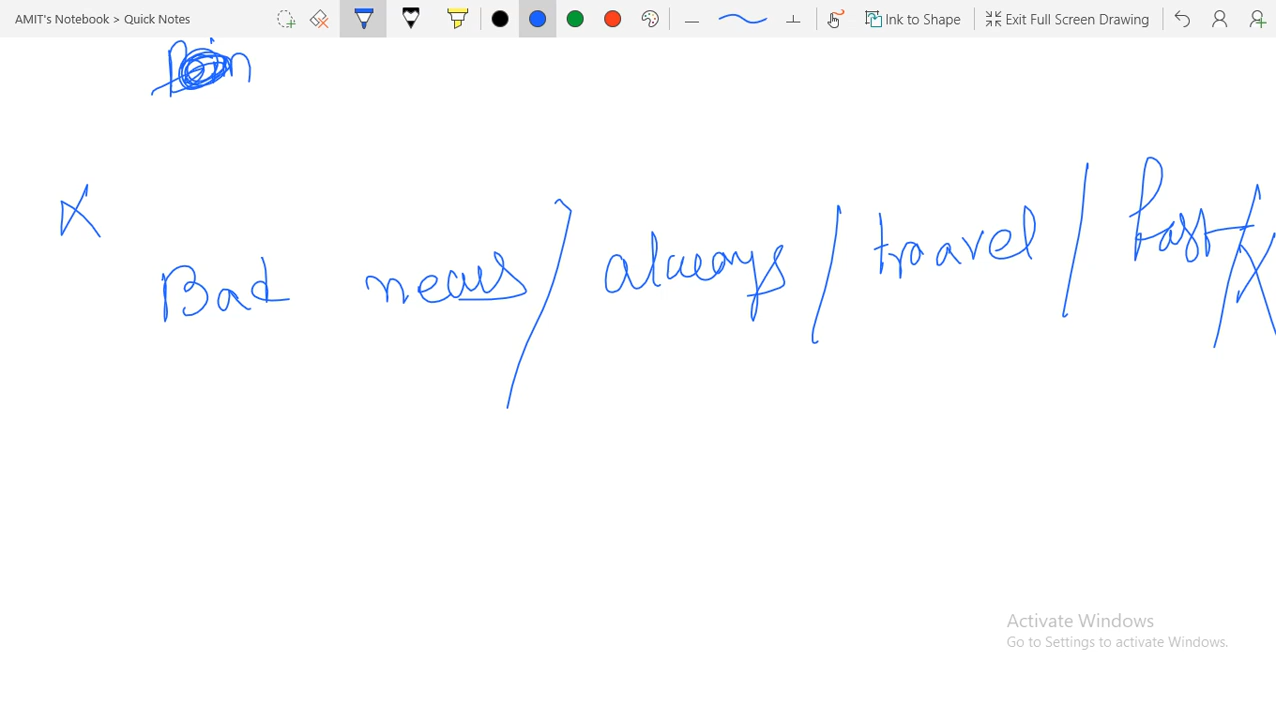 AMIT's Notebook > Quick Notes Ink to Shape Exit Full Screen Drawing
Bad news / always / travel / fast /
Activate Windows
Go to Settings to activate Windows.